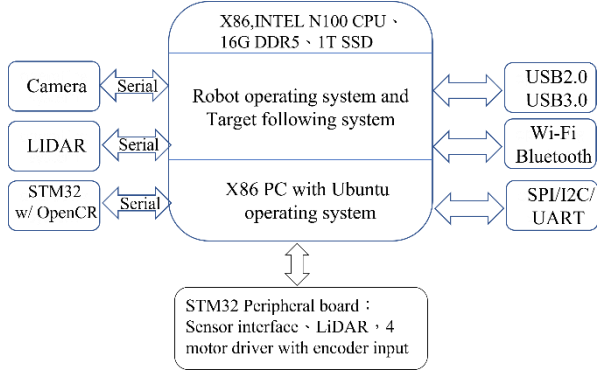 X86,INTEL N100 CPU、
16G DDR5、1T SSD
Camera
Serial
Robot operating system and
Target following system
USB2.0
USB3.0
LIDAR
Serial
Wi-Fi
Bluetooth
STM32
w/ OpenCR
Serial
X86 PC with Ubuntu
operating system
SPI/I2C/
UART
STM32 Peripheral board：
Sensor interface、LiDAR，4
motor driver with encoder input